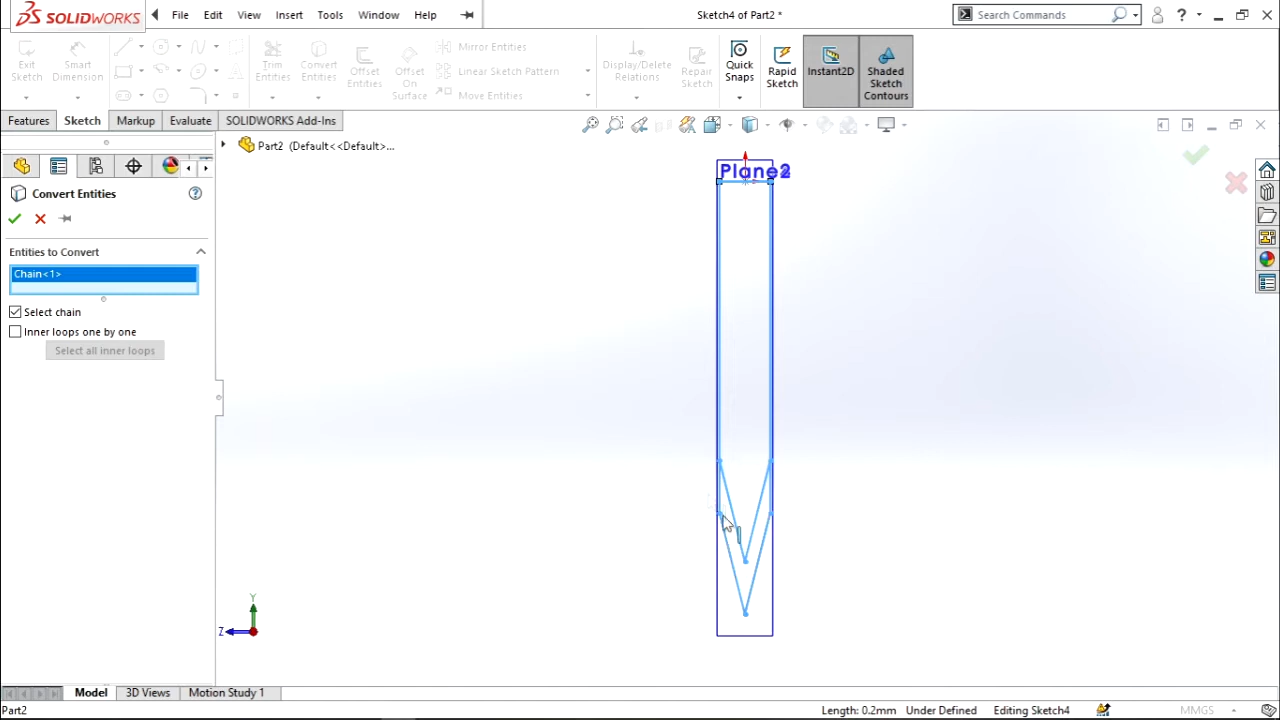 SOLIDWORKS File Edit View Insert Tools Window Help Sketch4 of Part2 * Search Commands ?
Exit Sketch Smart Dimension Trim Entities Convert Entities Offset Entities Offset On Surface Mirror Entities Linear Sketch Pattern Move Entities Display/Delete Relations Repair Sketch Quick Snaps Rapid Sketch Instant2D Shaded Sketch Contours
Features Sketch Markup Evaluate SOLIDWORKS Add-Ins
Part2 (Default<<Default>...
Plane2
Convert Entities ?
Entities to Convert
Chain<1>
Select chain
Inner loops one by one
Select all inner loops
Y
Z
Model 3D Views Motion Study 1
Part2 Length: 0.2mm Under Defined Editing Sketch4 MMGS